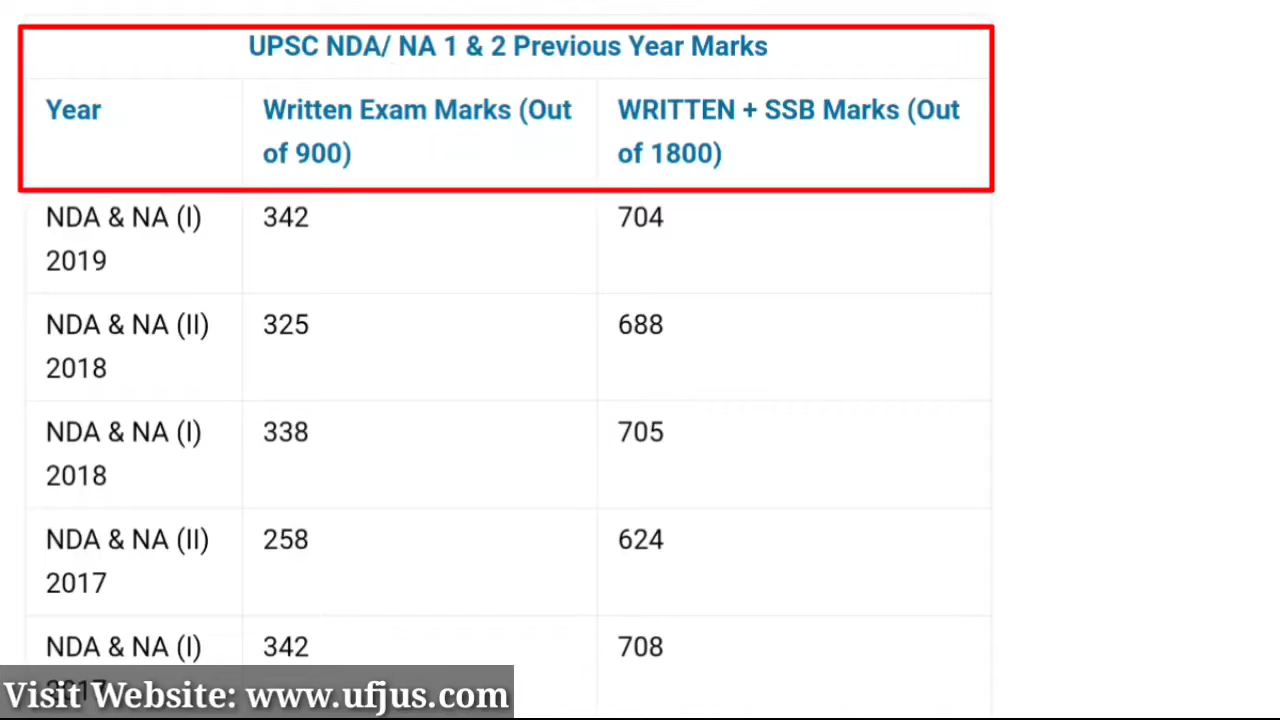 UPSC NDA/ NA 1 & 2 Previous Year Marks
Year
Written Exam Marks (Out
of 900)
WRITTEN + SSB Marks (Out
of 1800)
NDA & NA (I)
2019
342
704
NDA & NA (II)
2018
325
688
NDA & NA (I)
2018
338
705
NDA & NA (II)
2017
258
624
NDA & NA (I)
2017
342
708
Visit Website: www.ufjus.com